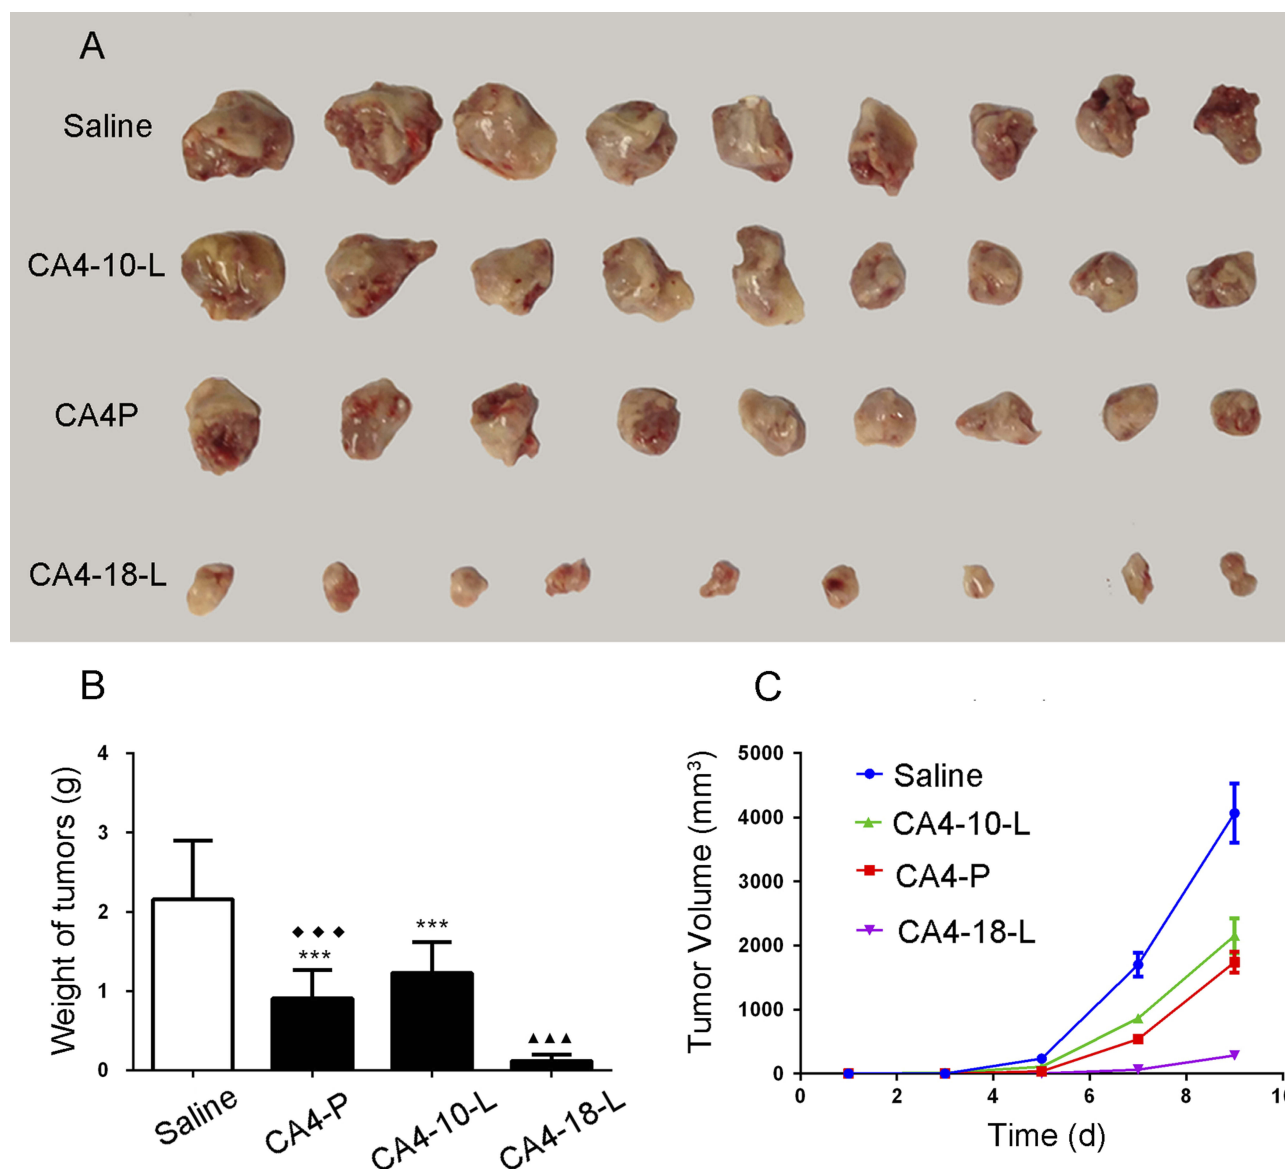 A
Saline
CA4-10-L
CA4P
CA4-18-L
B
Weight of tumors (g)
4
3
2
1
0
◆ ◆ ◆
***
***
▲ ▲ ▲
Saline
CA4-P
CA4-10-L
CA4-18-L
C
Tumor Volume (mm³)
5000
4000
3000
2000
1000
0
Saline
CA4-10-L
CA4-P
CA4-18-L
0 2 4 6 8 10
Time (d)